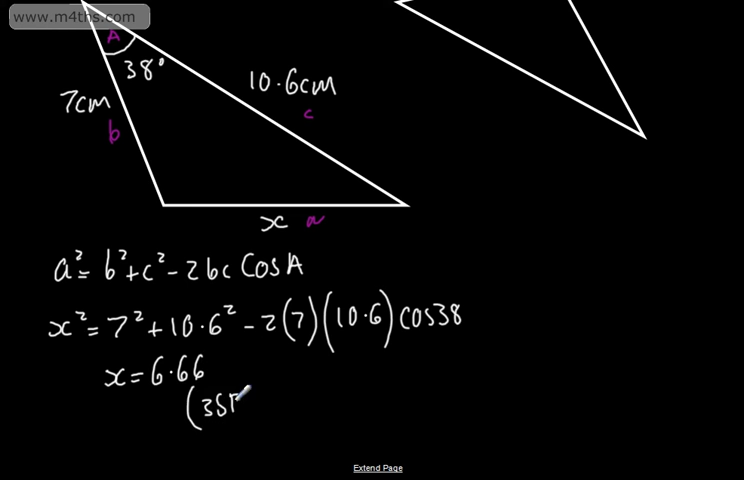 www.m4ths.com
A
38°
10.6cm
7cm
c
b
x a
a² = b² + c² - 2bc CosA
x² = 7² + 10.6² - 2(7)(10.6) cos38
x = 6.66
(3SF
Extend Page